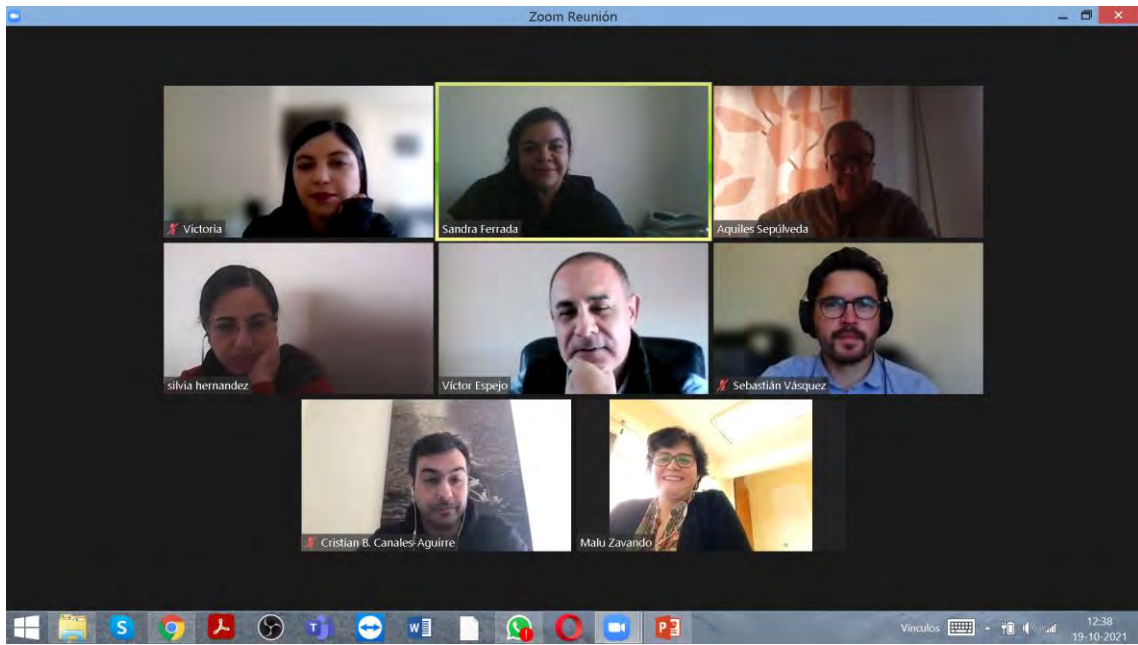 Zoom Reunión
Victoria
Sandra Ferrada
Aquiles Sepúlveda
silvia hernandez
Víctor Espejo
Sebastián Vásquez
Cristian B. Canales-Aguirre
Malu Zavando
Vínculos
12:38
19-10-2021